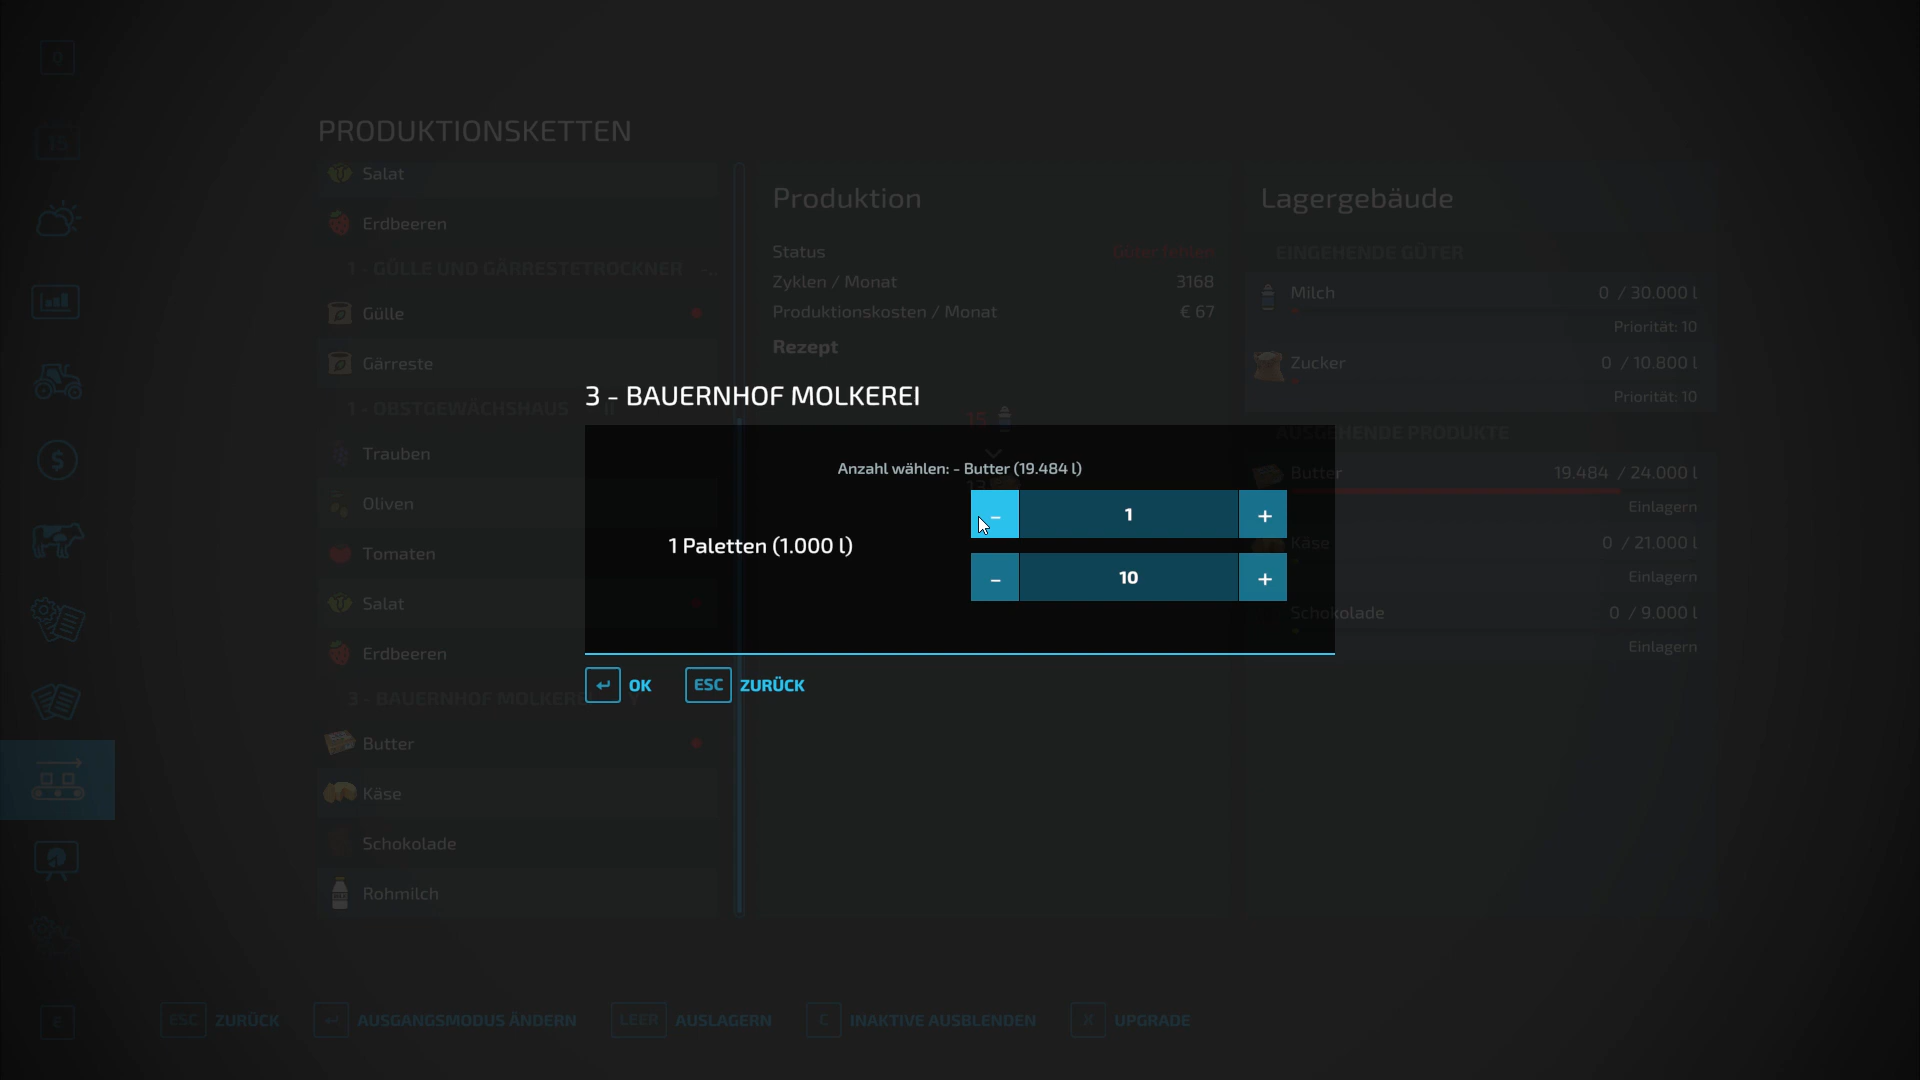 Q
15
PRODUKTIONSKETTEN
Salat
Erdbeeren
1 - GÜLLE UND GÄRRESTETROCKNER -..
Gülle
Gärreste
1 - OBSTGEWÄCHSHAUS II
Trauben
Oliven
Tomaten
Salat
Erdbeeren
3 - BAUERNHOF MOLKEREI V
Butter
Käse
Schokolade
Rohmilch
Produktion
Status Güter fehlen
Zyklen / Monat 3168
Produktionskosten / Monat € 67
Rezept
15
Lagergebäude
EINGEHENDE GÜTER
Milch 0 / 30.000 l
Priorität: 10
Zucker 0 / 10.800 l
Priorität: 10
AUSGEHENDE PRODUKTE
Butter 19.484 / 24.000 l
Einlagern
Käse 0 / 21.000 l
Einlagern
Schokolade 0 / 9.000 l
Einlagern
3 - BAUERNHOF MOLKEREI
Anzahl wählen: - Butter (19.484 l)
1 Paletten (1.000 l)
– 1 +
– 10 +
OK ESC ZURÜCK
E
ESC ZURÜCK AUSGANGSMODUS ÄNDERN LEER AUSLAGERN C INAKTIVE AUSBLENDEN X UPGRADE